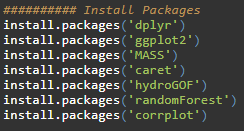 ########## Install Packages
install.packages('dplyr')
install.packages('ggplot2')
install.packages('MASS')
install.packages('caret')
install.packages('hydroGOF')
install.packages('randomForest')
install.packages('corrplot')